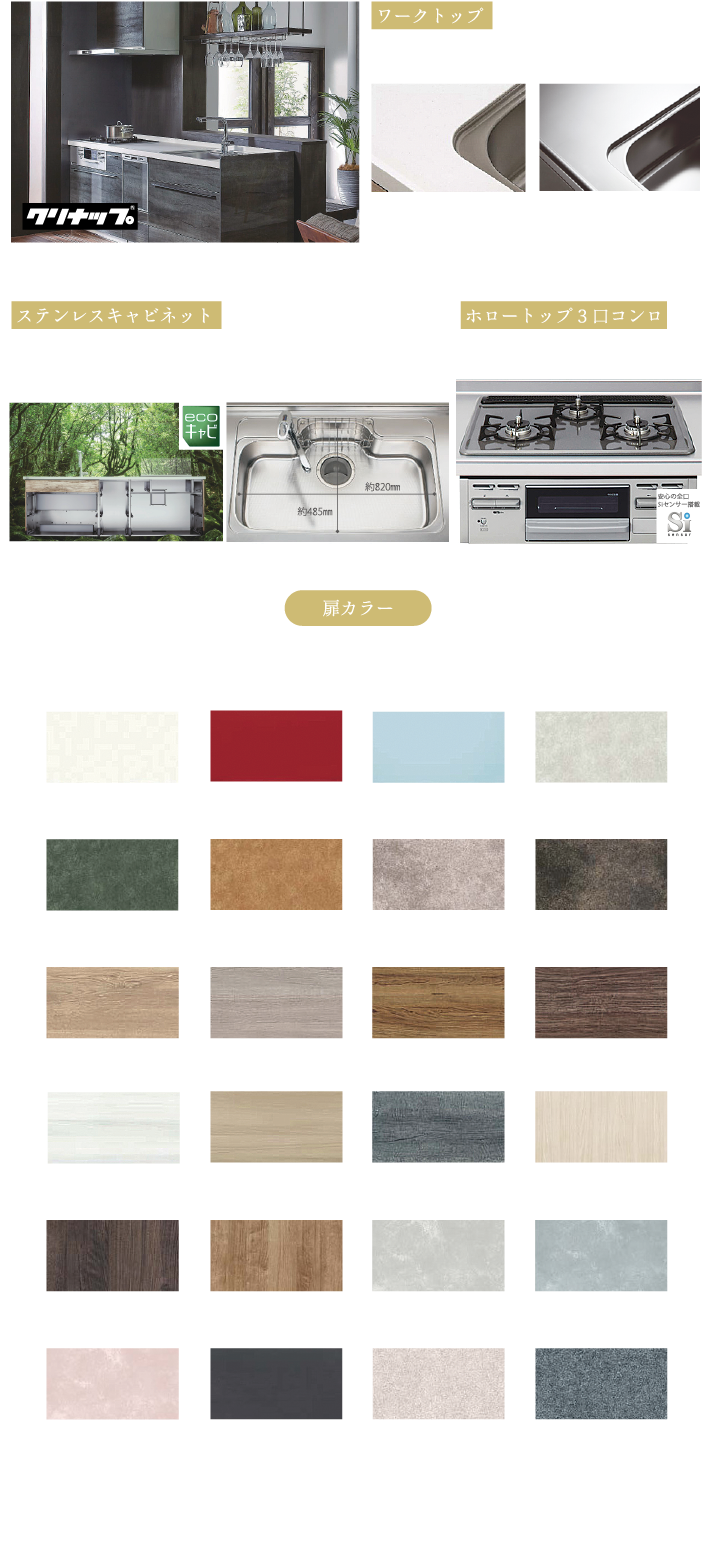 ワークトップ
クリナップ®
ステンレスキャビネット
ホロートップ3口コンロ
eco
キャビ
約820mm
約485mm
安心の全口
Siセンサー搭載
Si
sensor
扉カラー